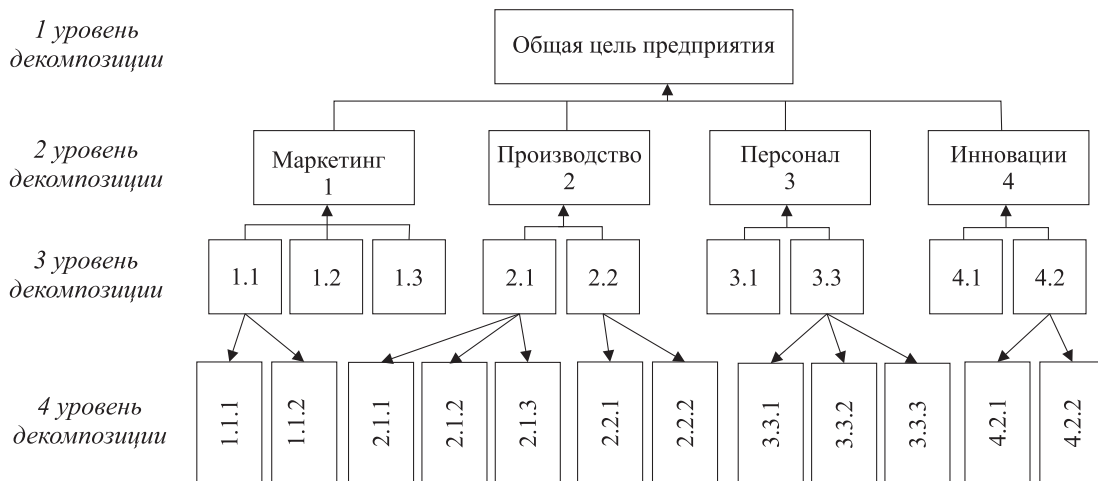 1 уровень
декомпозиции
Общая цель предприятия
2 уровень
декомпозиции
Маркетинг
1
Производство
2
Персонал
3
Инновации
4
3 уровень
декомпозиции
1.1
1.2
1.3
2.1
2.2
3.1
3.3
4.1
4.2
4 уровень
декомпозиции
1.1.1
1.1.2
2.1.1
2.1.2
2.1.3
2.2.1
2.2.2
3.3.1
3.3.2
3.3.3
4.2.1
4.2.2